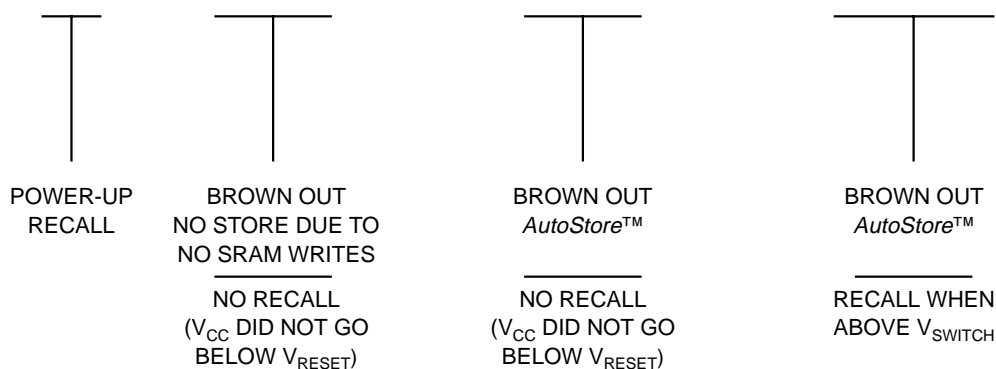 POWER-UP
RECALL
BROWN OUT
NO STORE DUE TO
NO SRAM WRITES
NO RECALL
(VCC DID NOT GO
BELOW VRESET)
BROWN OUT
AutoStore™
NO RECALL
(VCC DID NOT GO
BELOW VRESET)
BROWN OUT
AutoStore™
RECALL WHEN
ABOVE VSWITCH